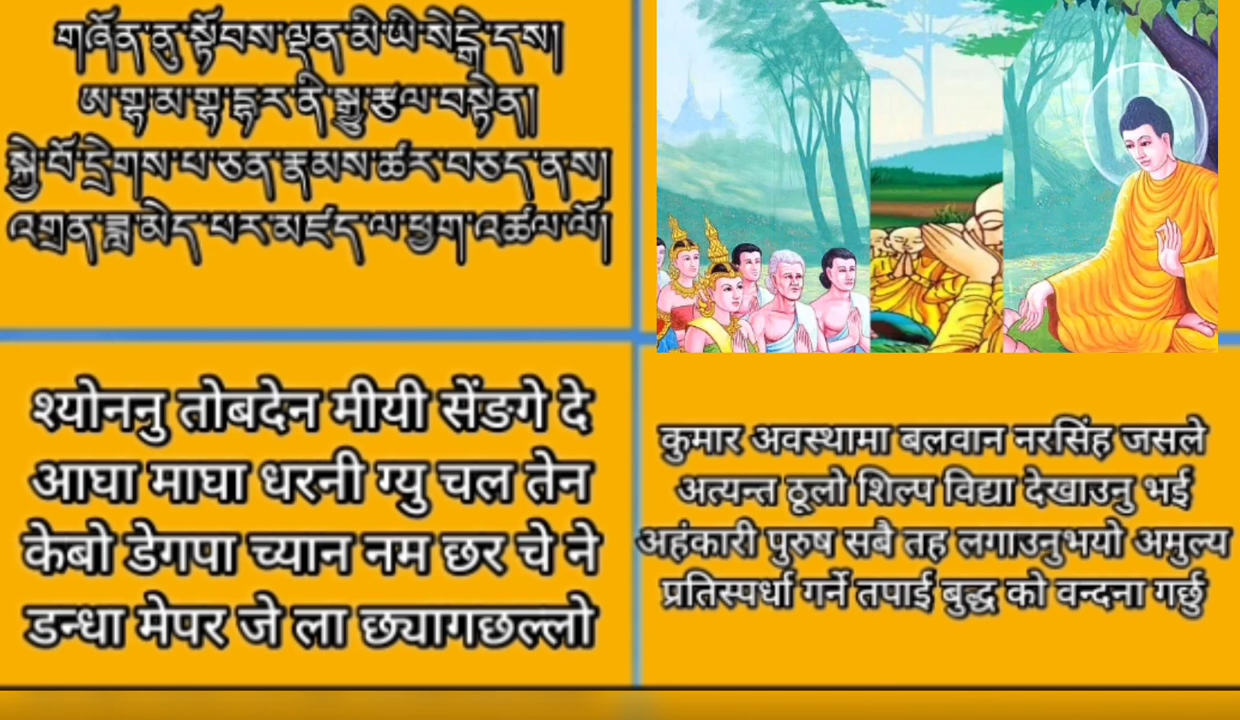 གཞོན་ནུ་སྟོབས་ལྡན་མི་ཡི་སེངྒེ་དས།
ཨ་གྷ་མ་གྷ་དྷར་ནི་སྒྱུ་རྩལ་བསྟེན།
སྐྱེ་བོ་དྲེགས་པ་ཅན་རྣམས་ཚར་བཅད་ནས།
འགྲན་ཟླ་མེད་པར་མཛད་ལ་ཕྱག་འཚལ་ལོ།
श्योननु तोबदेन मीयी सेंङगे दे
आघा माघा धरनी ग्यु चल तेन
केबो डेगपा च्यान नम छर चे ने
डन्धा मेपर जे ला छ्यागछल्लो
कुमार अवस्थामा बलवान नरसिंह जसले
अत्यन्त ठूलो शिल्प विद्या देखाउनु भई
अहंकारी पुरुष सबै तह लगाउनुभयो अमुल्य
प्रतिस्पर्धा गर्ने तपाई बुद्ध को वन्दना गर्छु